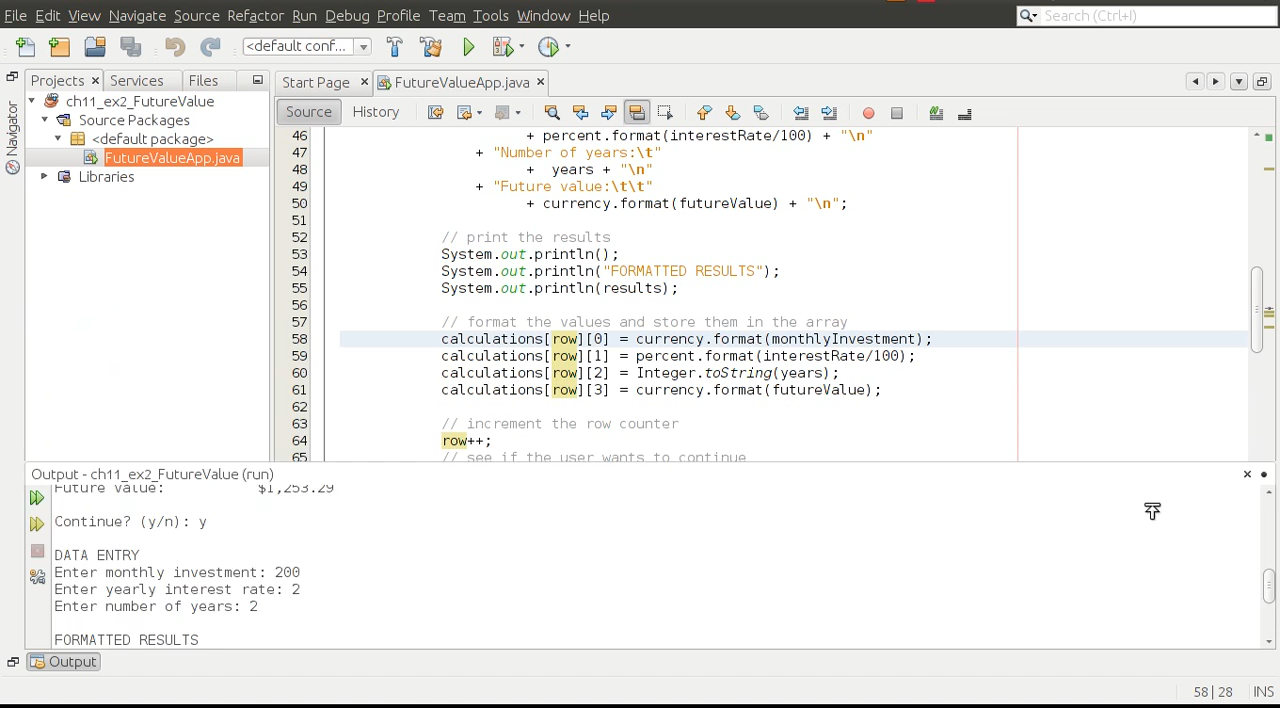 File Edit View Navigate Source Refactor Run Debug Profile Team Tools Window Help
Search (Ctrl+I)
<default conf...
Projects Services Files
Start Page FutureValueApp.java
Navigator
ch11_ex2_FutureValue
Source Packages
<default package>
FutureValueApp.java
Libraries
Source History
46 + percent.format(interestRate/100) + "\n"
47 + "Number of years:\t"
48 + years + "\n"
49 + "Future value:\t\t"
50 + currency.format(futureValue) + "\n";
51
52 // print the results
53 System.out.println();
54 System.out.println("FORMATTED RESULTS");
55 System.out.println(results);
56
57 // format the values and store them in the array
58 calculations[row][0] = currency.format(monthlyInvestment);
59 calculations[row][1] = percent.format(interestRate/100);
60 calculations[row][2] = Integer.toString(years);
61 calculations[row][3] = currency.format(futureValue);
62
63 // increment the row counter
64 row++;
65 // see if the user wants to continue
Output - ch11_ex2_FutureValue (run)
Future value: $1,253.29
Continue? (y/n): y
DATA ENTRY
Enter monthly investment: 200
Enter yearly interest rate: 2
Enter number of years: 2
FORMATTED RESULTS
Output
58|28 INS